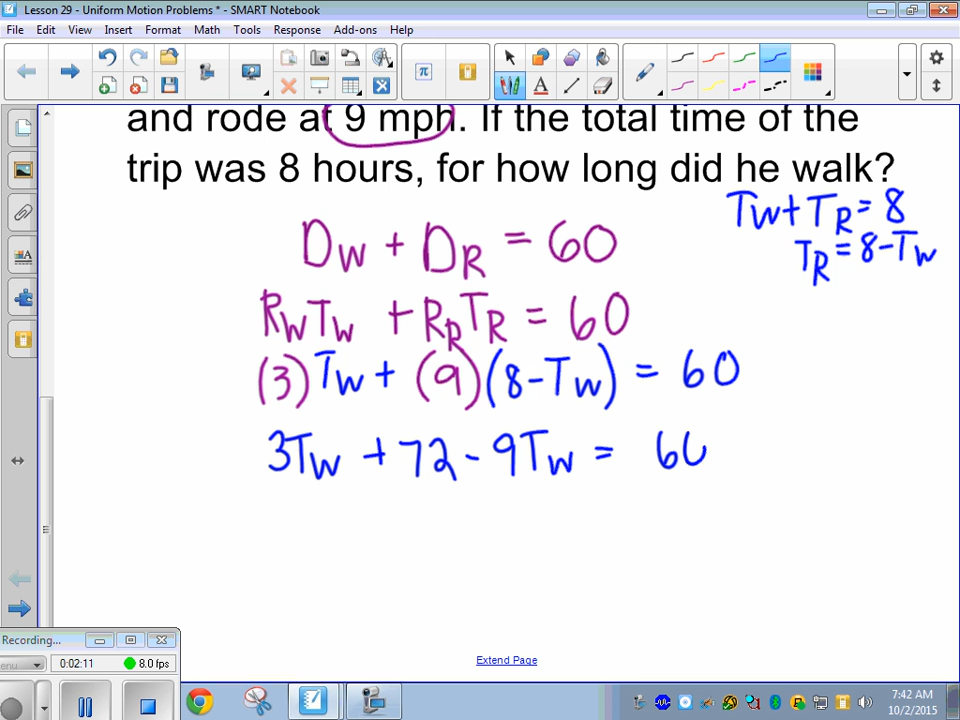 Lesson 29 - Uniform Motion Problems * - SMART Notebook
File Edit View Insert Format Math Tools Response Add-ons Help
π A
and rode at 9 mph. If the total time of the
trip was 8 hours, for how long did he walk?
Tw + TR = 8
TR = 8 - Tw
Dw + DR = 60
RwTw + RRTR = 60
(3)Tw + (9)(8-Tw) = 60
3Tw + 72 - 9Tw = 60
Extend Page
Recording...
enu
0:02:11 8.0 fps
7:42 AM
10/2/2015